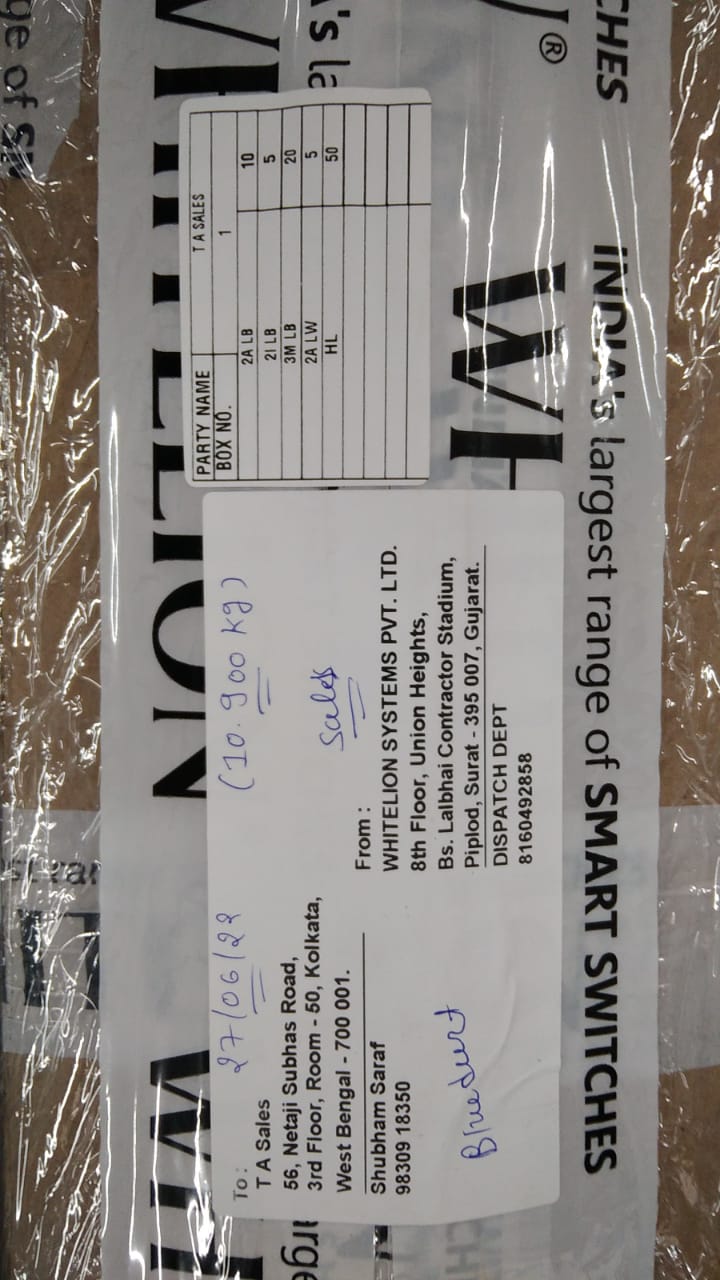 27/06/22
(10.900 kg)
To :
T A Sales
56, Netaji Subhas Road,
3rd Floor, Room - 50, Kolkata,
West Bengal - 700 001.
Shubham Saraf
98309 18350
Bluedurt
Sales
From :
WHITELION SYSTEMS PVT. LTD.
8th Floor, Union Heights,
Bs. Lalbhai Contractor Stadium,
Piplod, Surat - 395 007, Gujarat.
DISPATCH DEPT
8160492858
PARTY NAME T A SALES
BOX NO. 1
2A LB 10
2I LB 5
3M LB 20
2A LW 5
HL 50
WHITELION
WH
INDIA's largest range of SMART SWITCHES
CHES
®
's la
arge
ge of S
WH